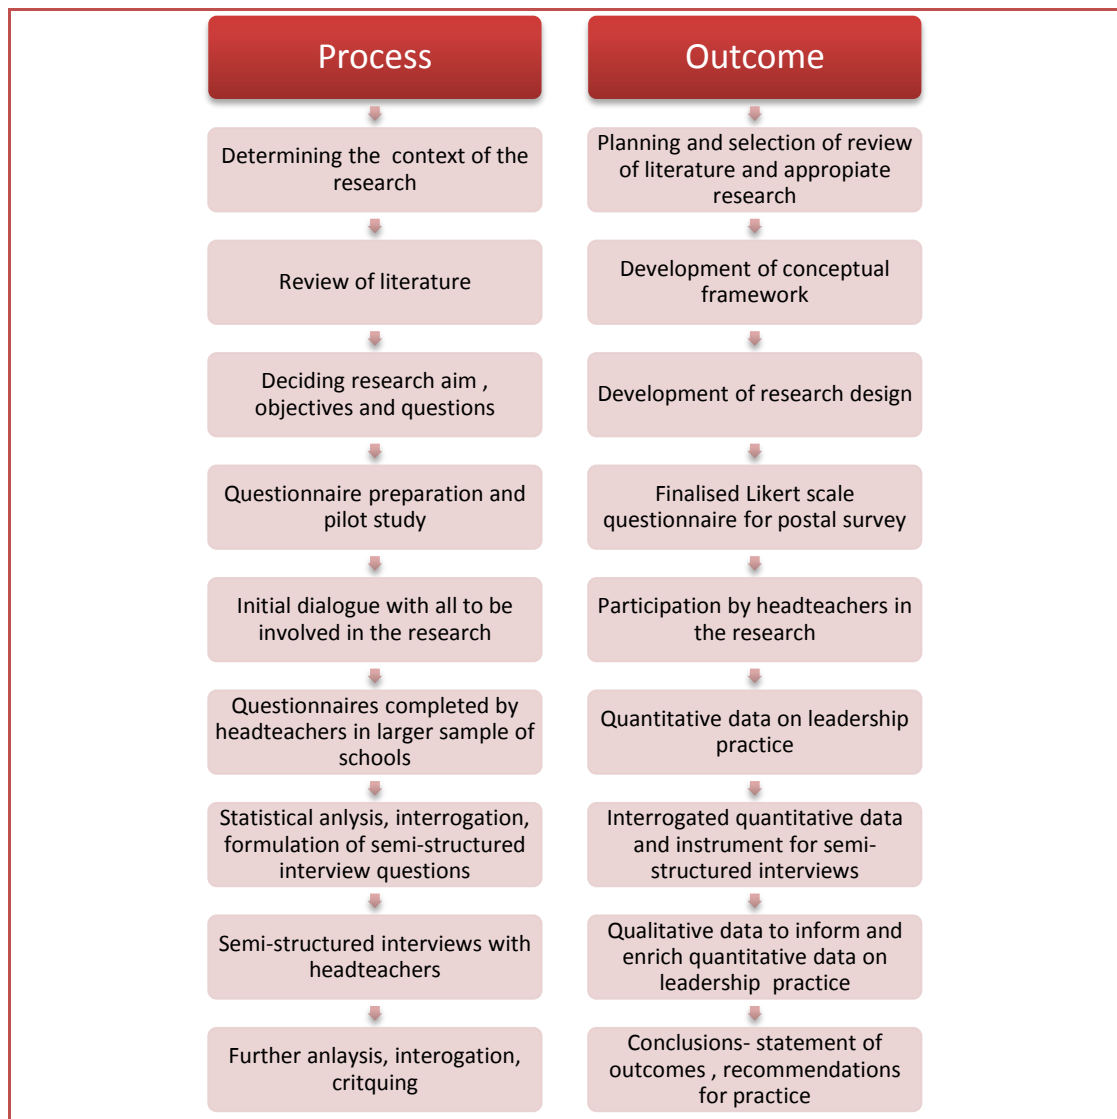 Process
Determining the context of the
research
Review of literature
Deciding research aim ,
objectives and questions
Questionnaire preparation and
pilot study
Initial dialogue with all to be
involved in the research
Questionnaires completed by
headteachers in larger sample of
schools
Statistical anlysis, interrogation,
formulation of semi-structured
interview questions
Semi-structured interviews with
headteachers
Further anlaysis, interogation,
critquing
Outcome
Planning and selection of review
of literature and appropiate
research
Development of conceptual
framework
Development of research design
Finalised Likert scale
questionnaire for postal survey
Participation by headteachers in
the research
Quantitative data on leadership
practice
Interrogated quantitative data
and instrument for semi-
structured interviews
Qualitative data to inform and
enrich quantitative data on
leadership practice
Conclusions- statement of
outcomes , recommendations
for practice